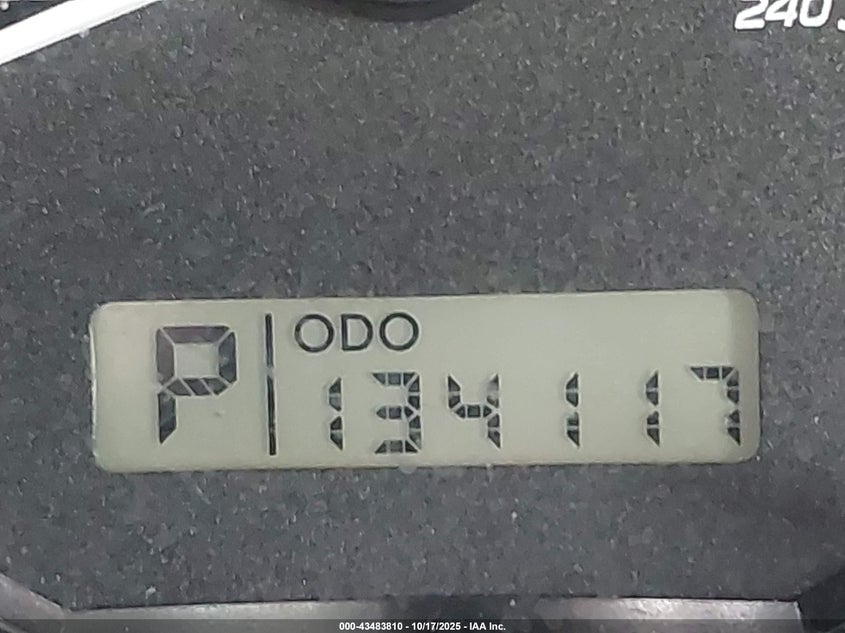 240
P ODO
134117
000-43483810 - 10/17/2025 - IAA Inc.